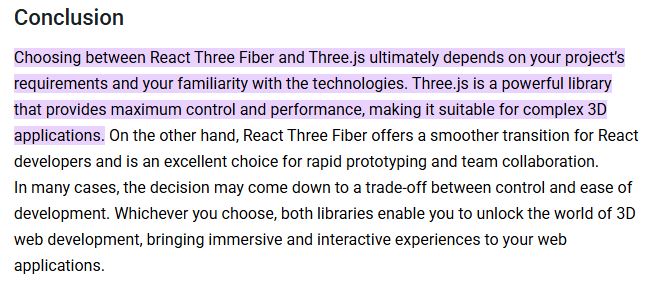 Conclusion
Choosing between React Three Fiber and Three.js ultimately depends on your project's
requirements and your familiarity with the technologies. Three.js is a powerful library
that provides maximum control and performance, making it suitable for complex 3D
applications. On the other hand, React Three Fiber offers a smoother transition for React
developers and is an excellent choice for rapid prototyping and team collaboration.
In many cases, the decision may come down to a trade-off between control and ease of
development. Whichever you choose, both libraries enable you to unlock the world of 3D
web development, bringing immersive and interactive experiences to your web
applications.